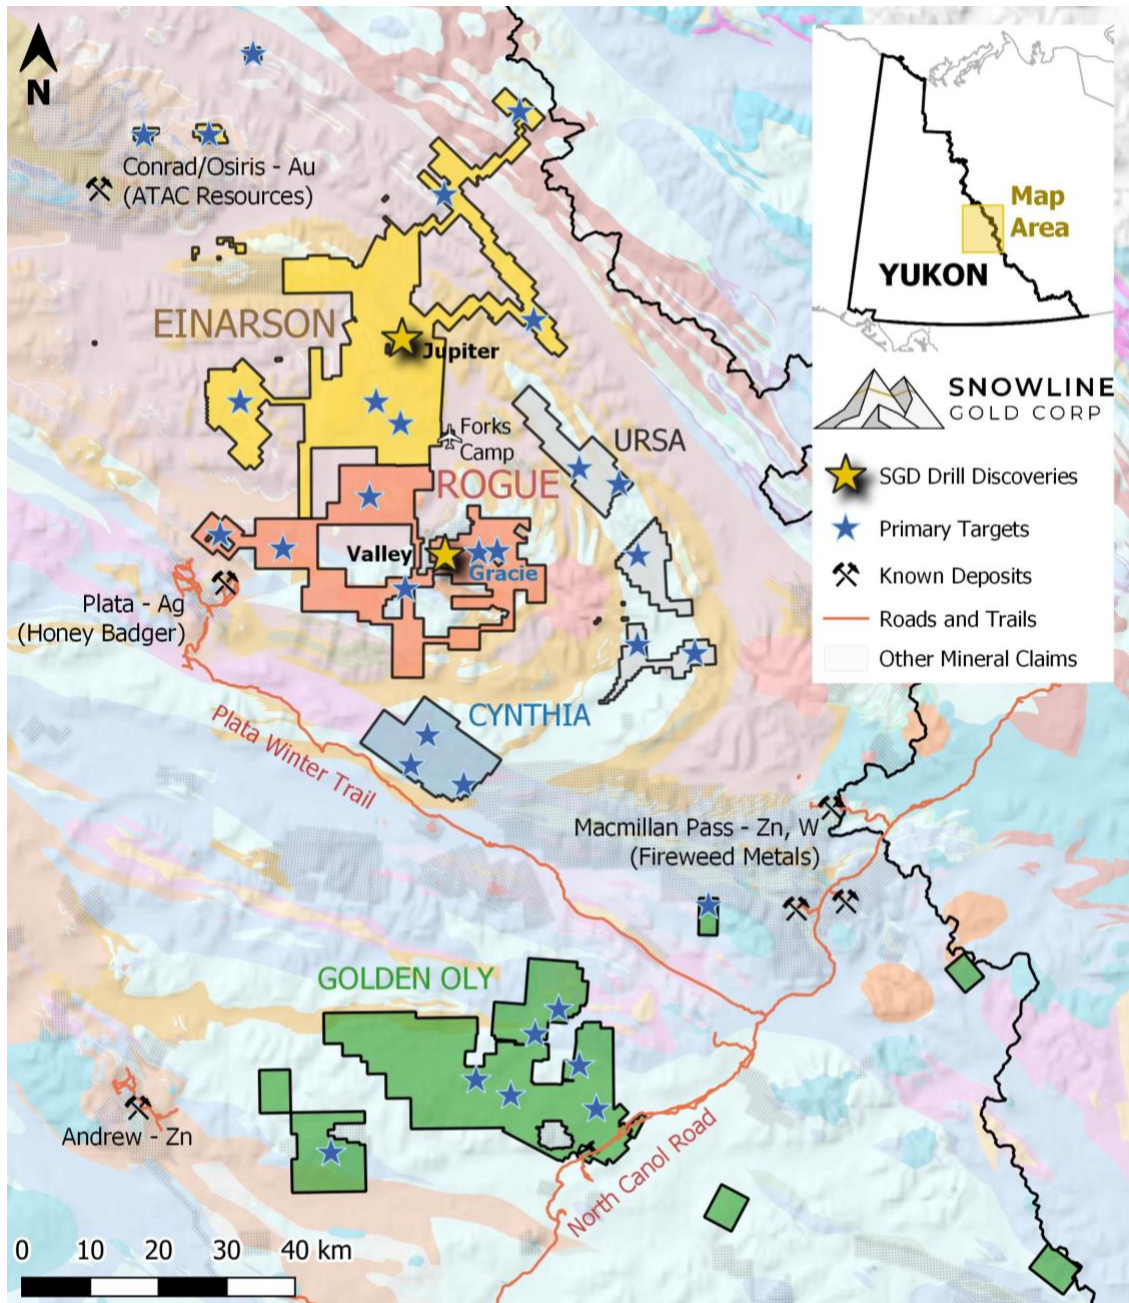 N
Conrad/Osiris - Au
(ATAC Resources)
Map
Area
YUKON
EINARSON
Jupiter
SNOWLINE
GOLD CORP
Forks
Camp
URSA
SGD Drill Discoveries
ROGUE
Primary Targets
Valley
Gracie
Known Deposits
Plata - Ag
(Honey Badger)
Roads and Trails
Other Mineral Claims
CYNTHIA
Plata Winter Trail
Macmillan Pass - Zn, W
(Fireweed Metals)
GOLDEN OLY
Andrew - Zn
North Canol Road
0 10 20 30 40 km